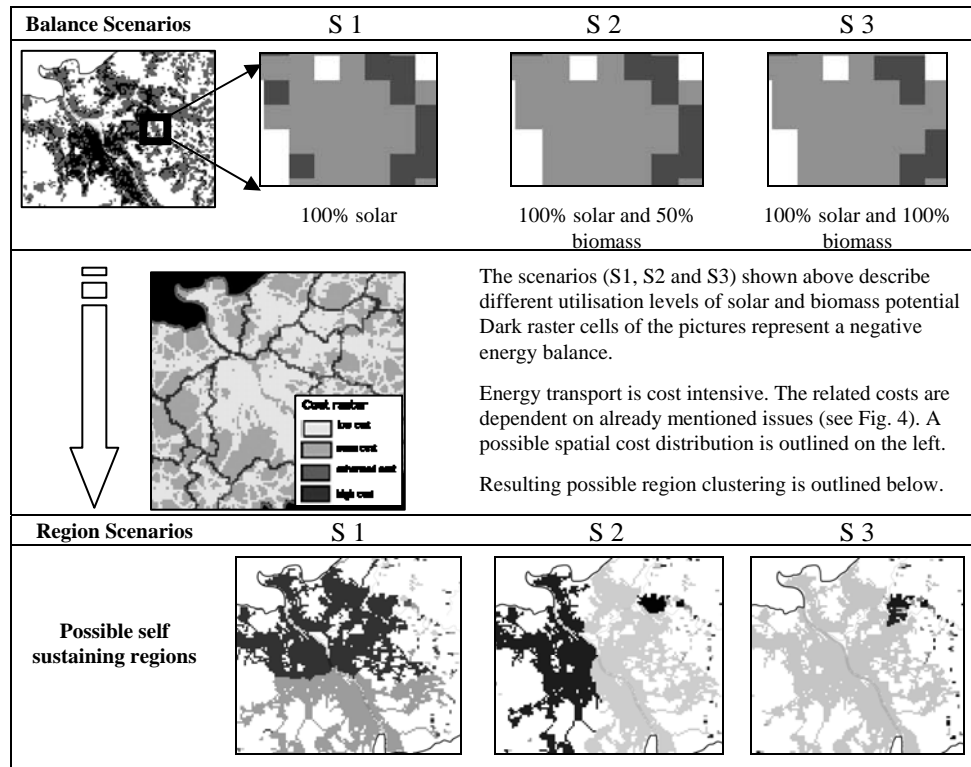 Balance Scenarios
S 1
S 2
S 3
100% solar
100% solar and 50%
biomass
100% solar and 100%
biomass
The scenarios (S1, S2 and S3) shown above describe
different utilisation levels of solar and biomass potential
Dark raster cells of the pictures represent a negative
energy balance.
Energy transport is cost intensive. The related costs are
dependent on already mentioned issues (see Fig. 4). A
possible spatial cost distribution is outlined on the left.
Resulting possible region clustering is outlined below.
Cost raster
low cost
cost
cost
high cost
Region Scenarios
S 1
S 2
S 3
Possible self
sustaining regions